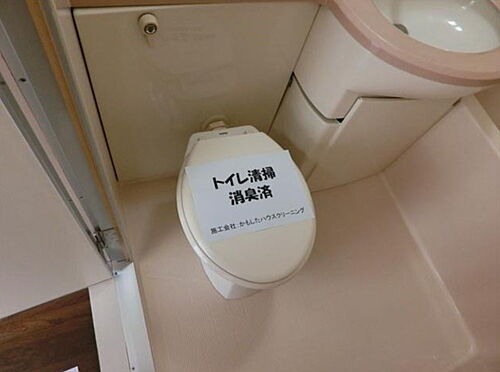 トイレ清掃
消臭済
施工会社:かもしたハウスクリーニング